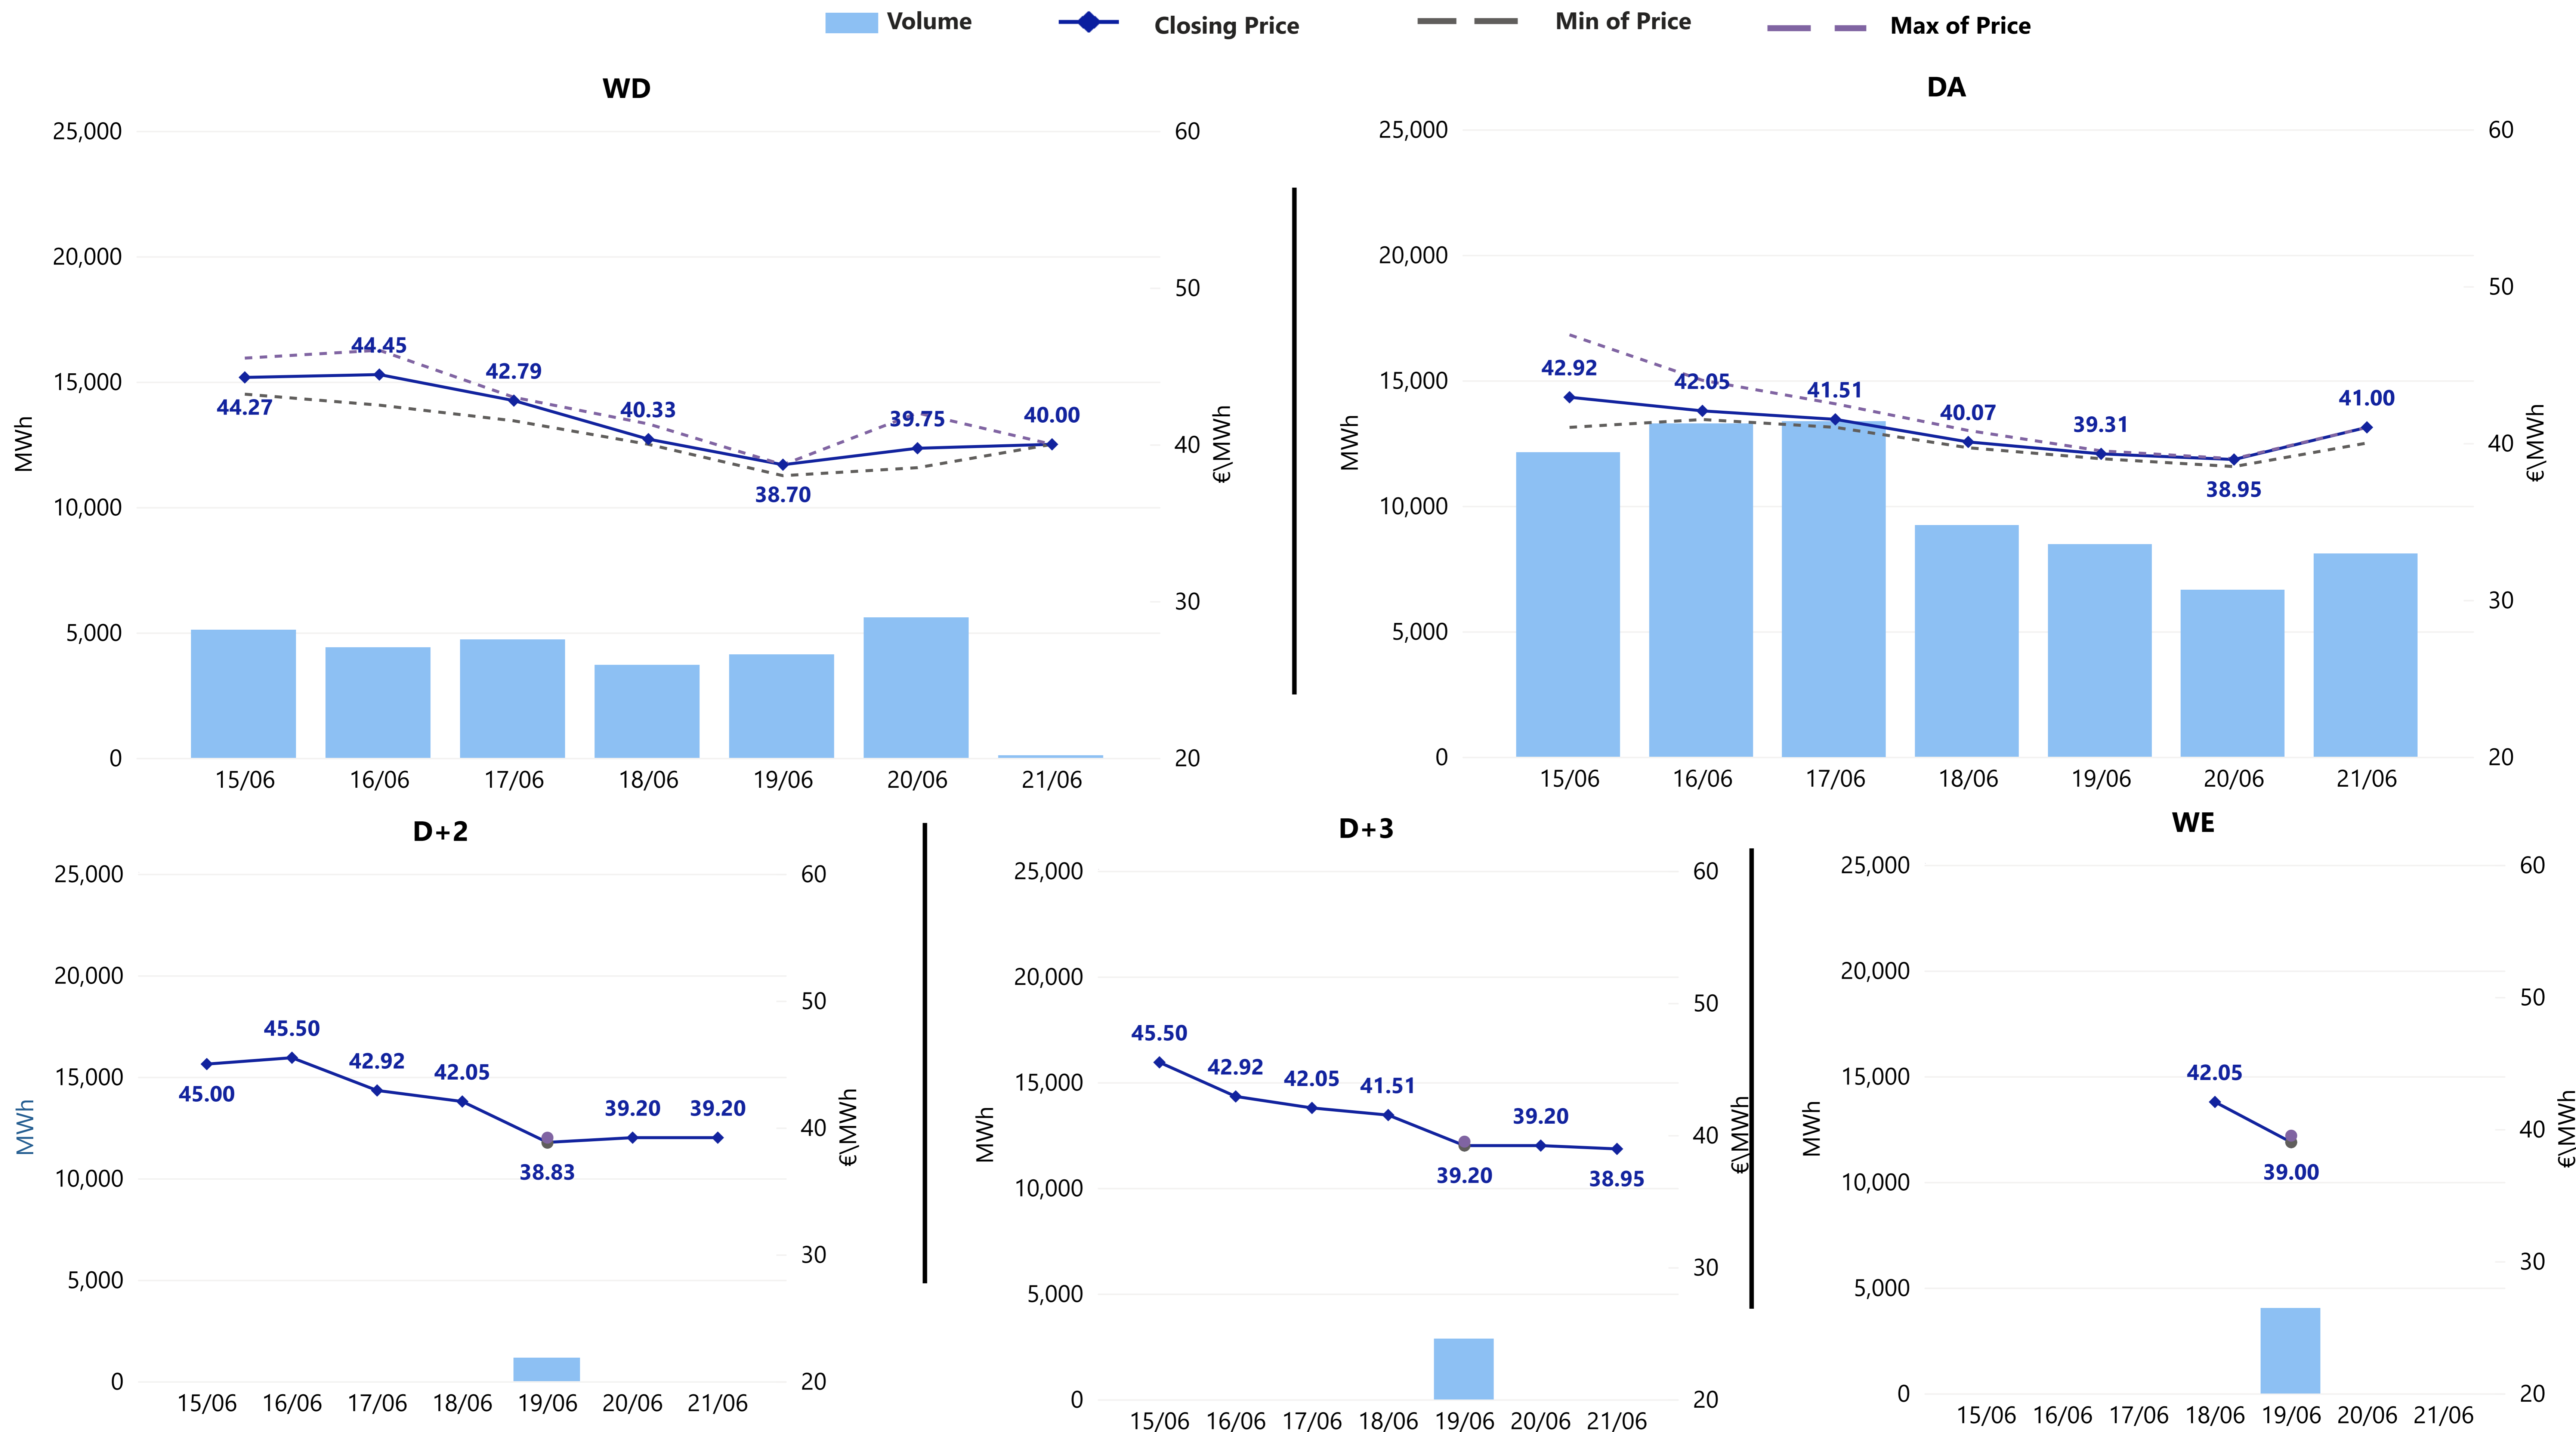 Volume Closing Price Min of Price Max of Price
WD
25,000
20,000
15,000
10,000
5,000
0
MWh
60
50
40
30
20
€\MWh
44.27 44.45 42.79 40.33 38.70 39.75 40.00
15/06 16/06 17/06 18/06 19/06 20/06 21/06
DA
25,000
20,000
15,000
10,000
5,000
0
MWh
60
50
40
30
20
€\MWh
42.92 42.05 41.51 40.07 39.31 38.95 41.00
15/06 16/06 17/06 18/06 19/06 20/06 21/06
D+2
25,000
20,000
15,000
10,000
5,000
0
MWh
60
50
40
30
20
€\MWh
45.00 45.50 42.92 42.05 38.83 39.20 39.20
15/06 16/06 17/06 18/06 19/06 20/06 21/06
D+3
25,000
20,000
15,000
10,000
5,000
0
MWh
60
50
40
30
20
€\MWh
45.50 42.92 42.05 41.51 39.20 39.20 38.95
15/06 16/06 17/06 18/06 19/06 20/06 21/06
WE
25,000
20,000
15,000
10,000
5,000
0
MWh
60
50
40
30
20
€\MWh
42.05 39.00
15/06 16/06 17/06 18/06 19/06 20/06 21/06